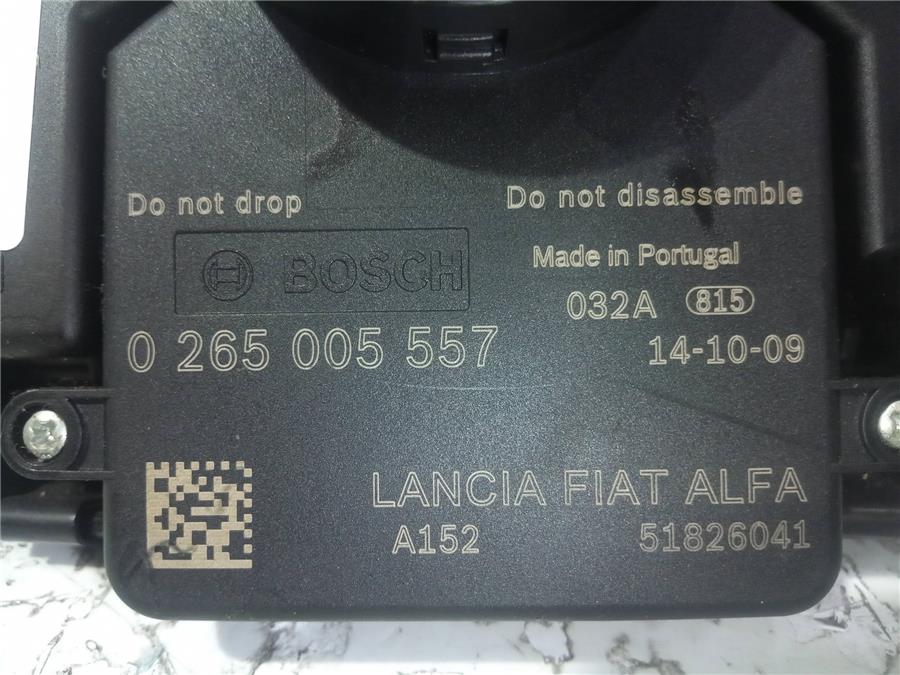 Do not drop
Do not disassemble
BOSCH
Made in Portugal
032A 815
0 265 005 557
14-10-09
LANCIA FIAT ALFA
A152 51826041